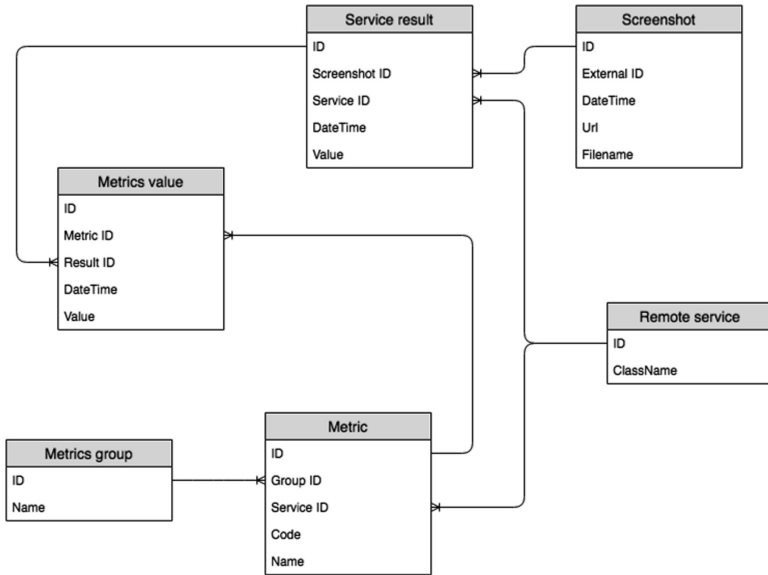 Service result
ID
Screenshot ID
Service ID
DateTime
Value
Screenshot
ID
External ID
DateTime
Url
Filename
Metrics value
ID
Metric ID
Result ID
DateTime
Value
Remote service
ID
ClassName
Metrics group
ID
Name
Metric
ID
Group ID
Service ID
Code
Name